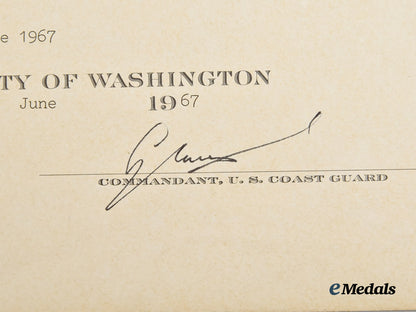 e 1967
TY OF WASHINGTON
June 1967
COMMANDANT, U. S. COAST GUARD
eMedals